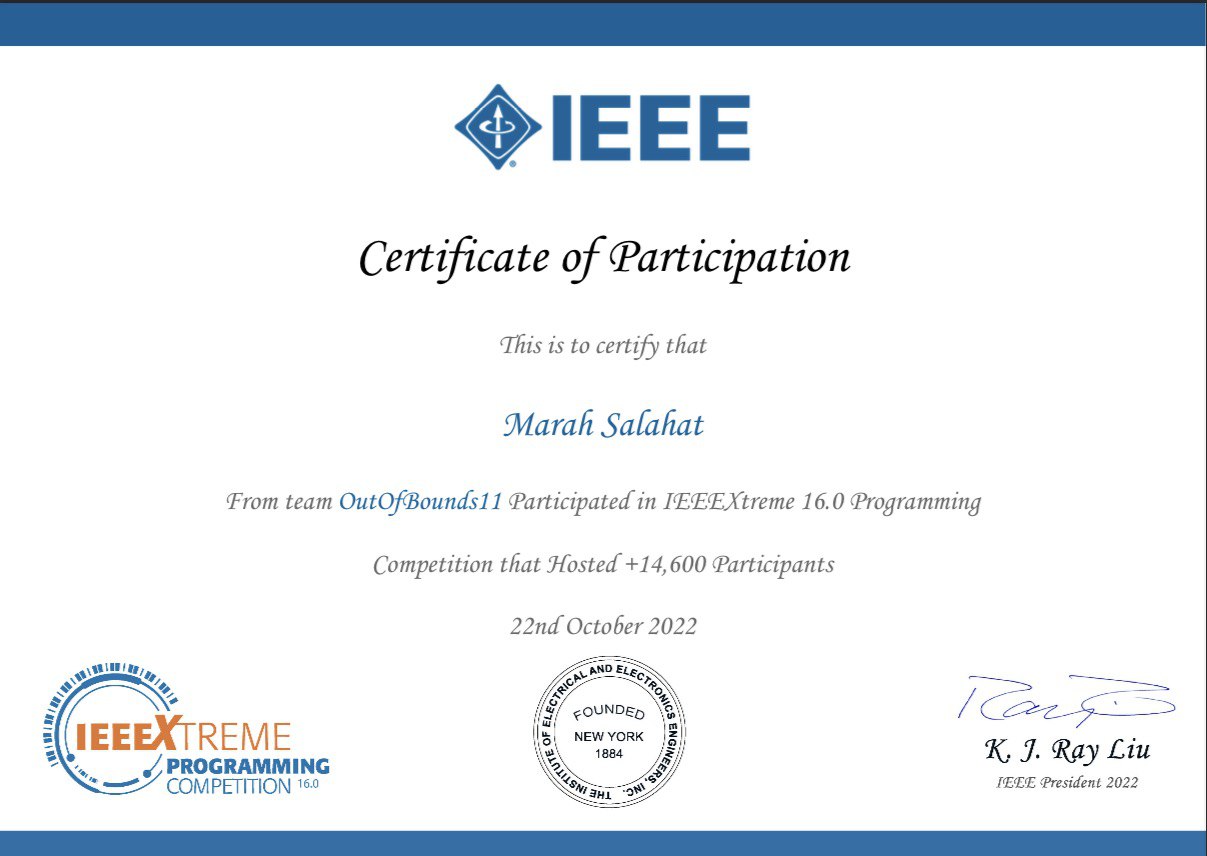 IEEE
Certificate of Participation
This is to certify that
Marah Salahat
From team OutOfBounds11 Participated in IEEEXtreme 16.0 Programming
Competition that Hosted +14,600 Participants
22nd October 2022
IEEEXTREME
PROGRAMMING
COMPETITION 16.0
THE INSTITUTE OF ELECTRICAL AND ELECTRONICS ENGINEERS, INC.
FOUNDED
NEW YORK
1884
K. J. Ray Liu
IEEE President 2022